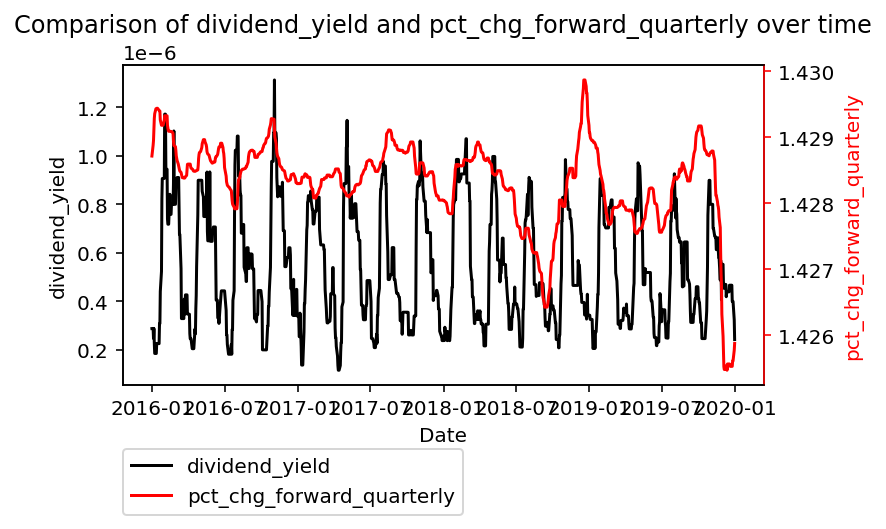 Comparison of dividend_yield and pct_chg_forward_quarterly over time
1e−6
1.2
1.0
0.8
0.6
0.4
0.2
dividend_yield
1.430
1.429
1.428
1.427
1.426
pct_chg_forward_quarterly
2016-01 2016-07 2017-01 2017-07 2018-01 2018-07 2019-01 2019-07 2020-01
Date
dividend_yield
pct_chg_forward_quarterly